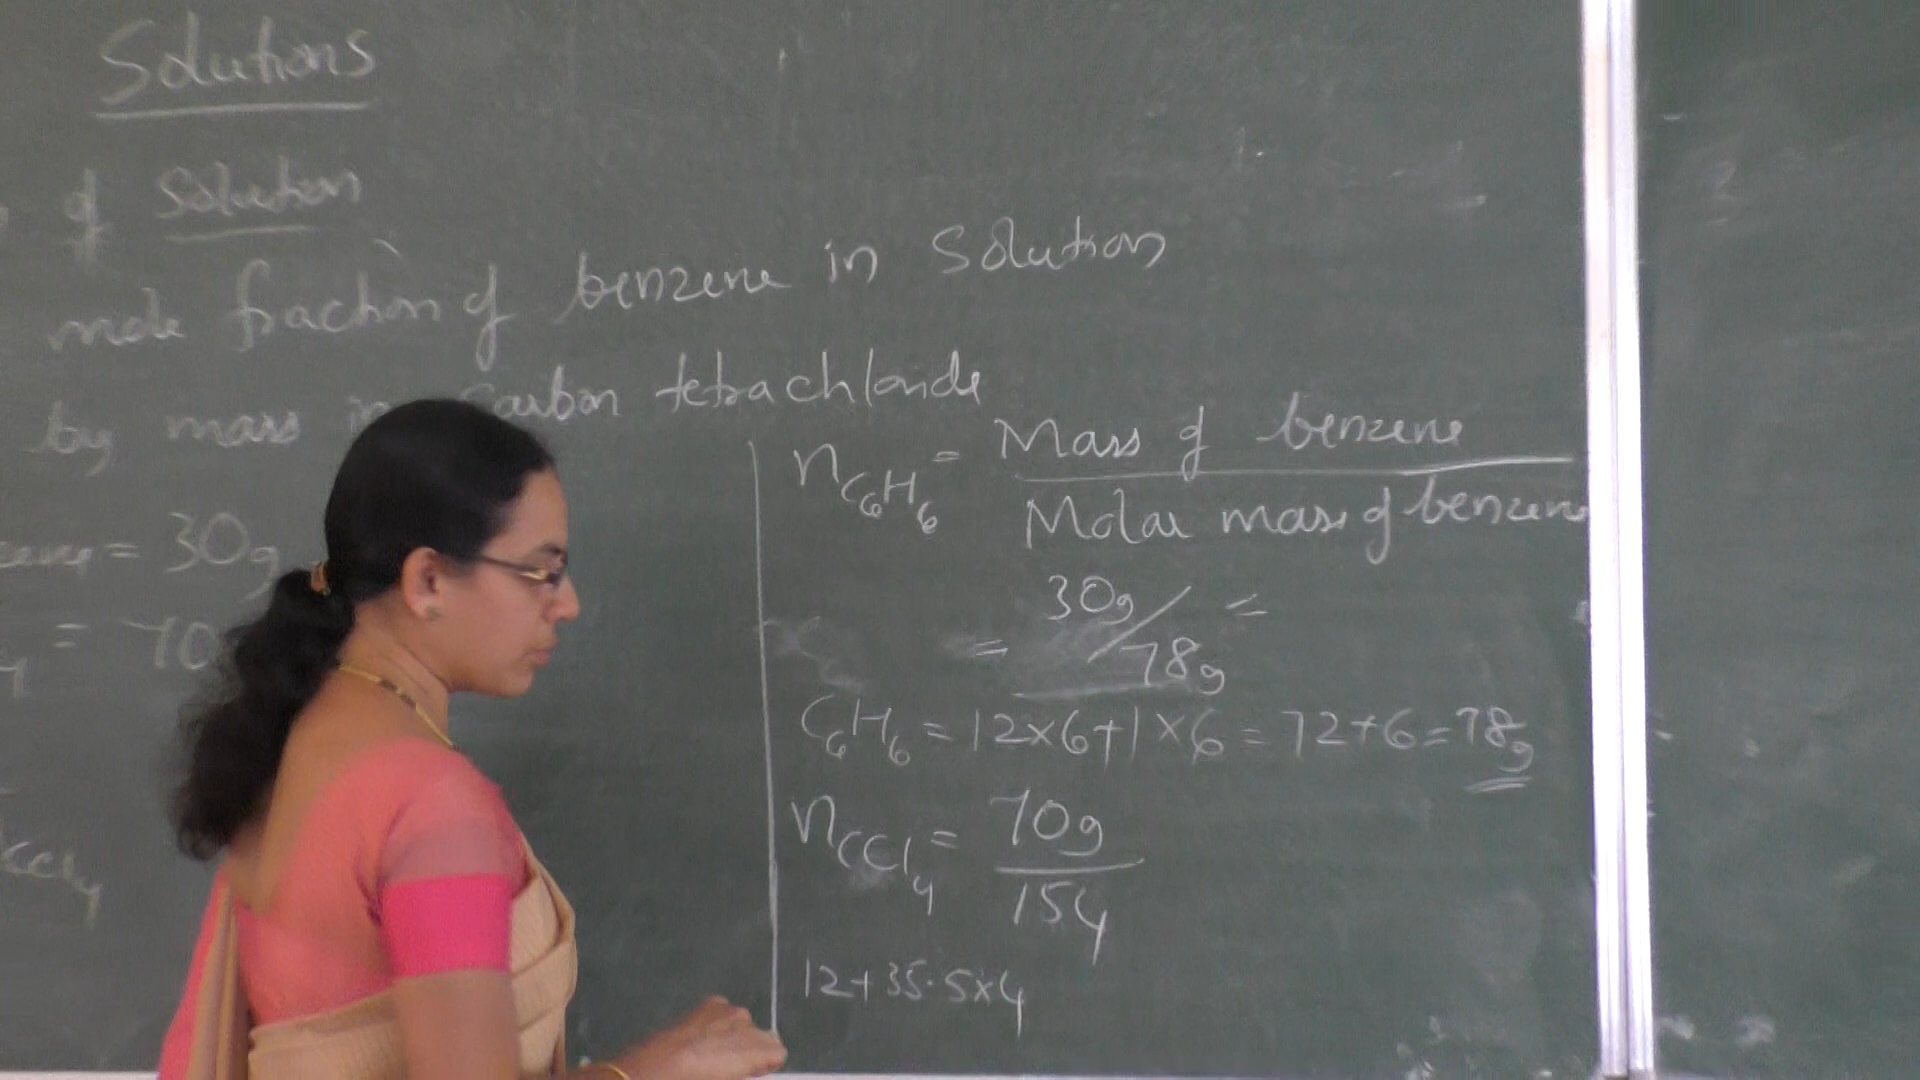 Solutions
of Solution
mole fraction of benzene in Solution
by mass in Carbon tetrachloride
= 30g
= 70
CCl4
nC6H6 = Mass of benzene
Molar mass of benzene
= 30g/78g =
C6H6 = 12×6+1×6 = 72+6 = 78g
nCCl4 = 70g
154
12+35.5×4